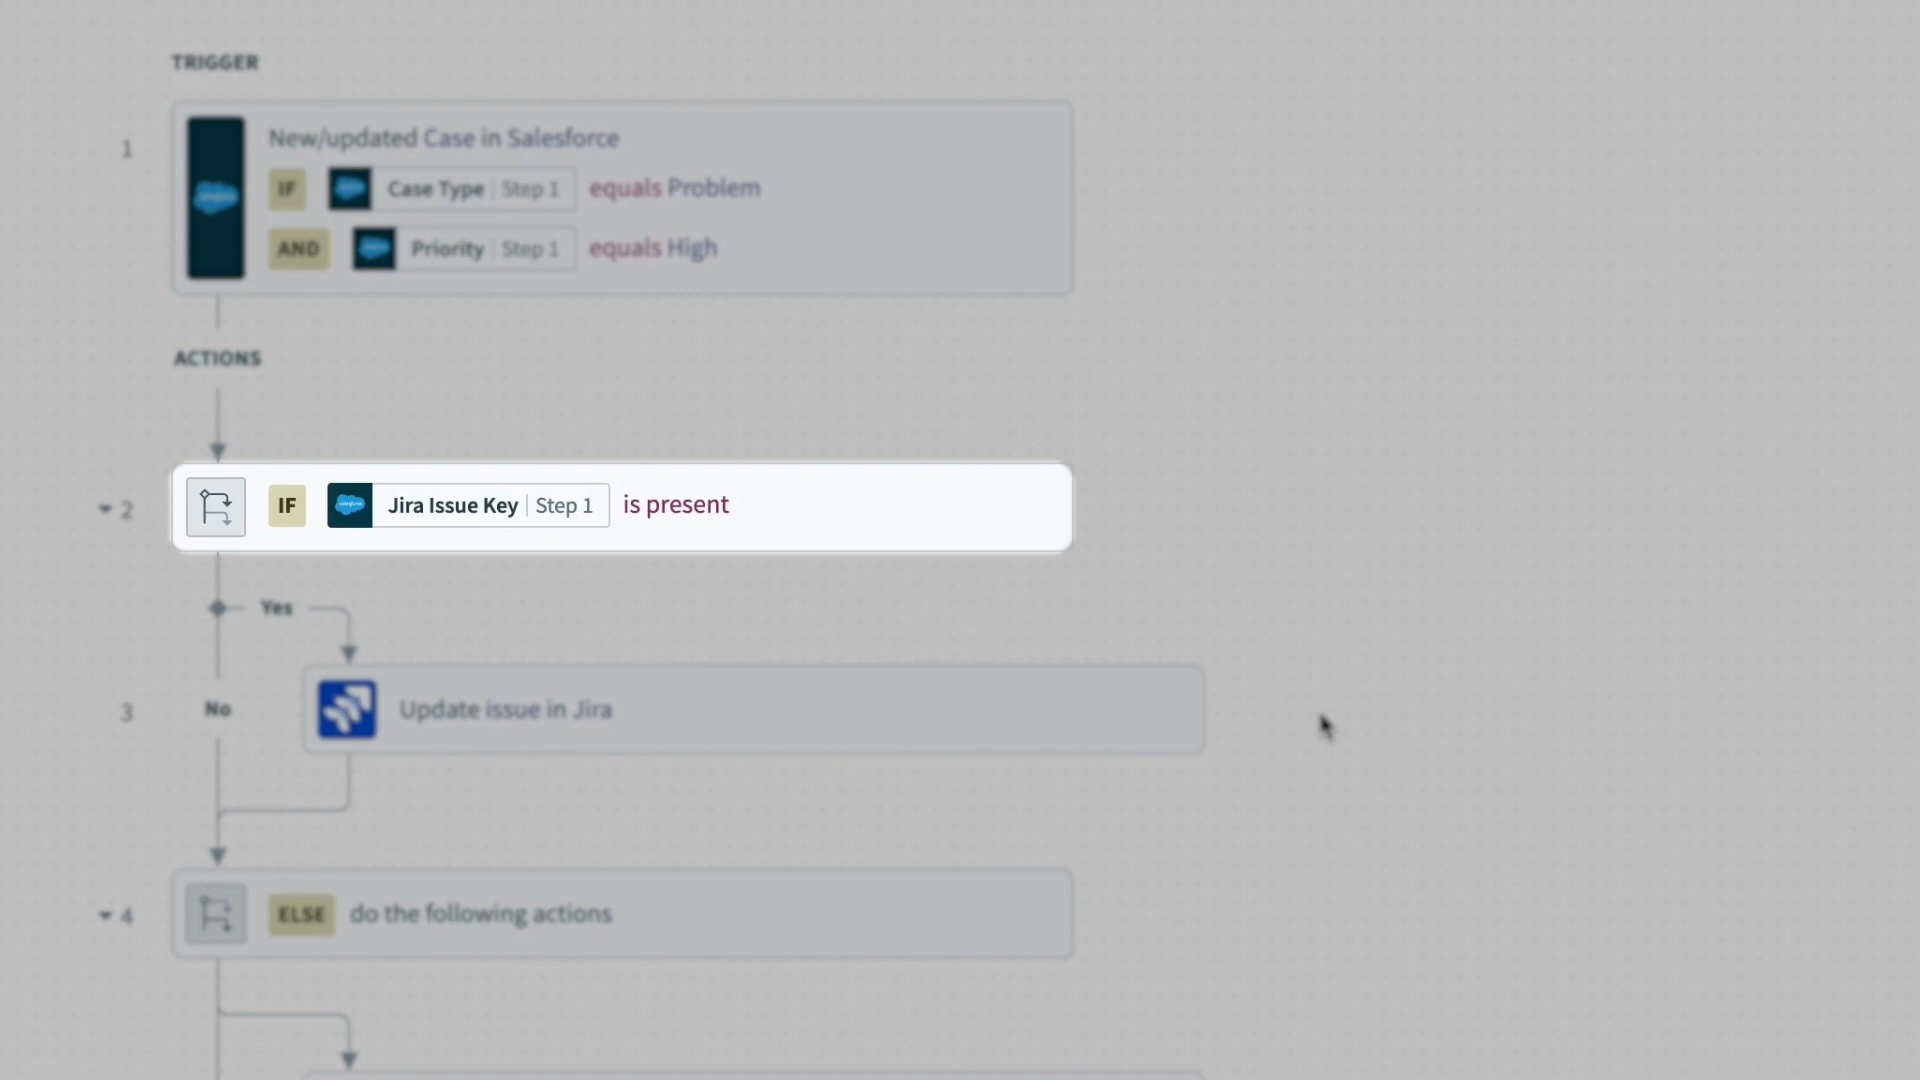 TRIGGER
1
New/updated Case in Salesforce
IF Case Type | Step 1 equals Problem
AND Priority | Step 1 equals High
ACTIONS
2
IF Jira Issue Key | Step 1 is present
Yes
3
No
Update issue in Jira
4
ELSE do the following actions